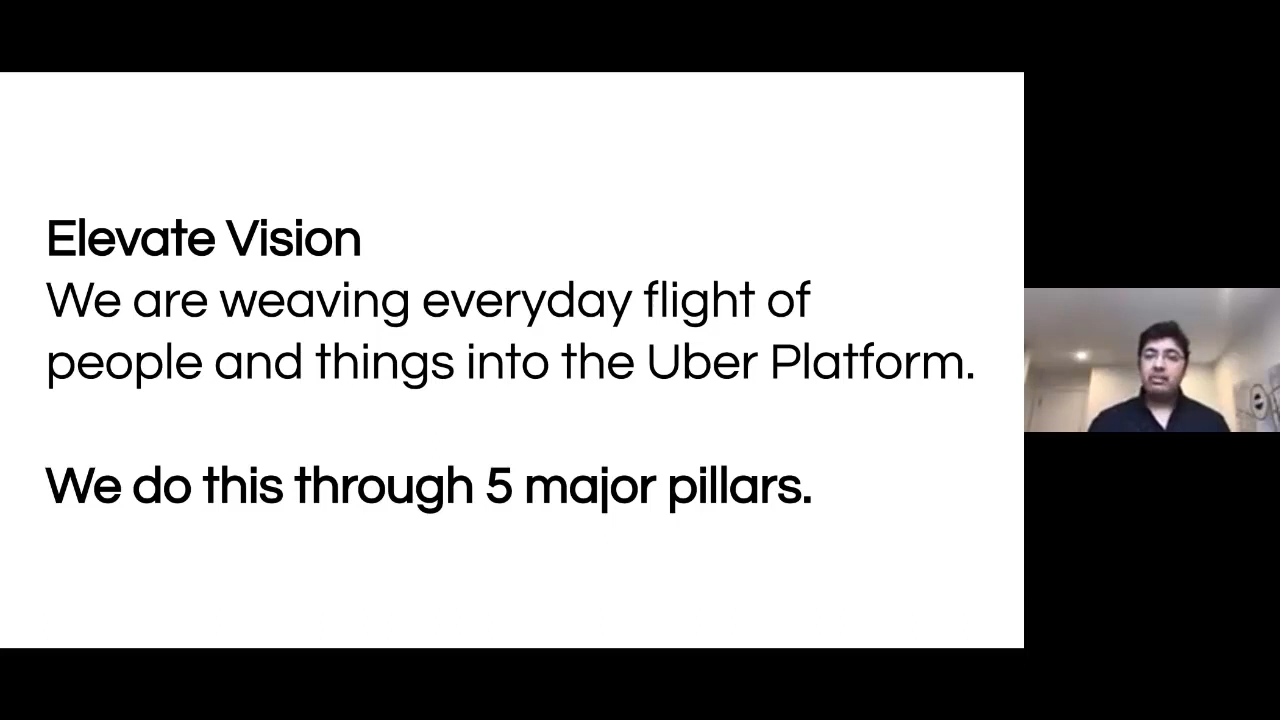 Elevate Vision
We are weaving everyday flight of
people and things into the Uber Platform.
We do this through 5 major pillars.